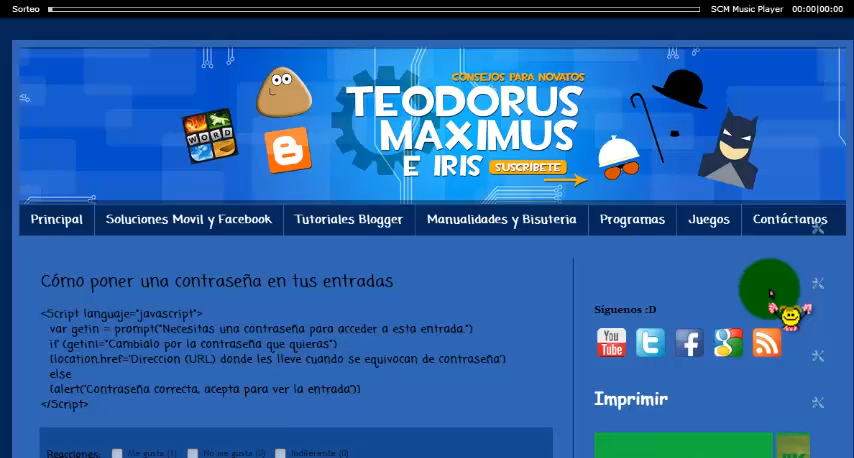 Sorteo
SCM Music Player 00:00|00:00
CONSEJOS PARA NOVATOS
TEODORUS
MAXIMUS
E IRIS SUSCRIBETE
WORD
Principal Soluciones Movil y Facebook Tutoriales Blogger Manualidades y Bisuteria Programas Juegos Contáctanos
Cómo poner una contraseña en tus entradas
<Script languaje="javascript">
var getin = prompt("Necesitas una contraseña para acceder a esta entrada.")
if (getin="Cambialo por la contraseña que quieras")
{location.href="Direccion (URL) donde les lleve cuando se equivocan de contraseña"}
else
{alert("Contraseña correcta, acepta para ver la entrada")}
</Script>
Reacciones: Me gusta (1) No me gusta (0) Indiferente (0)
Síguenos :D
You Tube
Imprimir